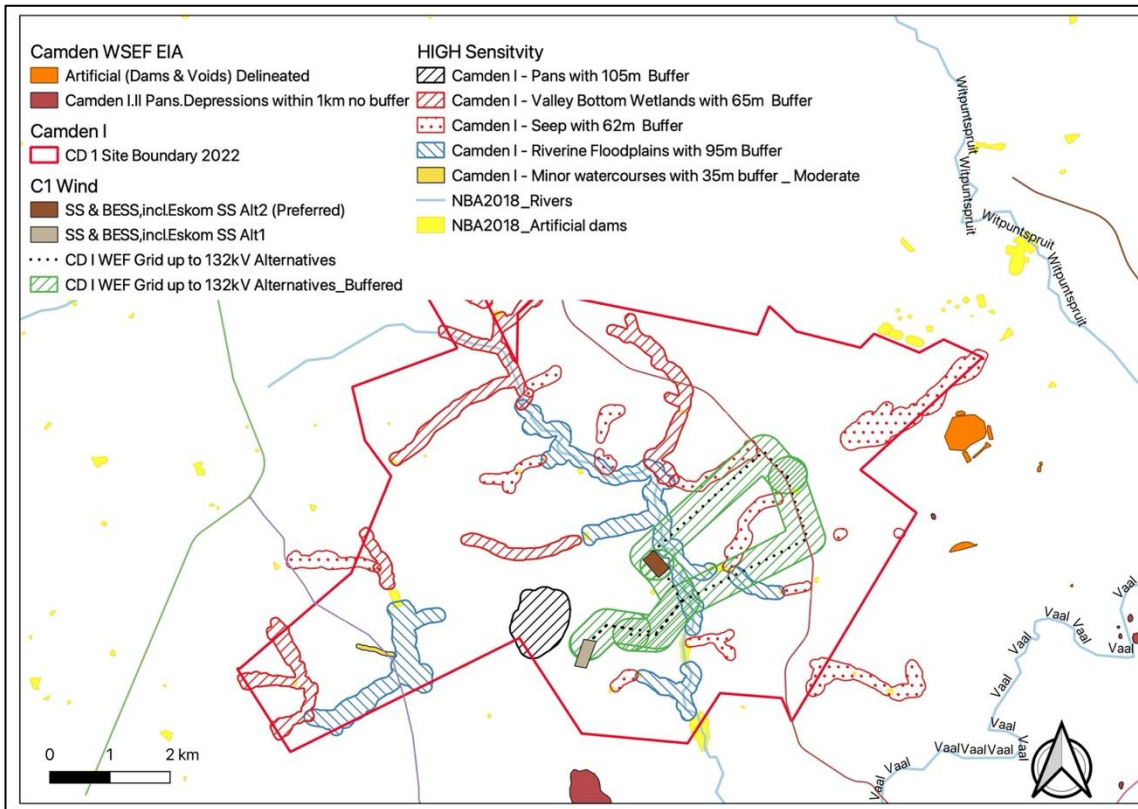 Camden WSEF EIA
Artificial (Dams & Voids) Delineated
Camden I.II Pans.Depressions within 1km no buffer
Camden I
CD 1 Site Boundary 2022
C1 Wind
SS & BESS,incl.Eskom SS Alt2 (Preferred)
SS & BESS,incl.Eskom SS Alt1
CD I WEF Grid up to 132kV Alternatives
CD I WEF Grid up to 132kV Alternatives_Buffered
HIGH Sensitvity
Camden I - Pans with 105m Buffer
Camden I - Valley Bottom Wetlands with 65m Buffer
Camden I - Seep with 62m Buffer
Camden I - Riverine Floodplains with 95m Buffer
Camden I - Minor watercourses with 35m buffer _ Moderate
NBA2018_Rivers
NBA2018_Artificial dams
Witpuntspruit
Witpuntspruit
Witpuntspruit
Witpuntspruit
Vaal
Vaal
Vaal
Vaal
Vaal
Vaal
Vaal
Vaal
VaalVaalVaal
Vaal
Vaal
0 1 2 km